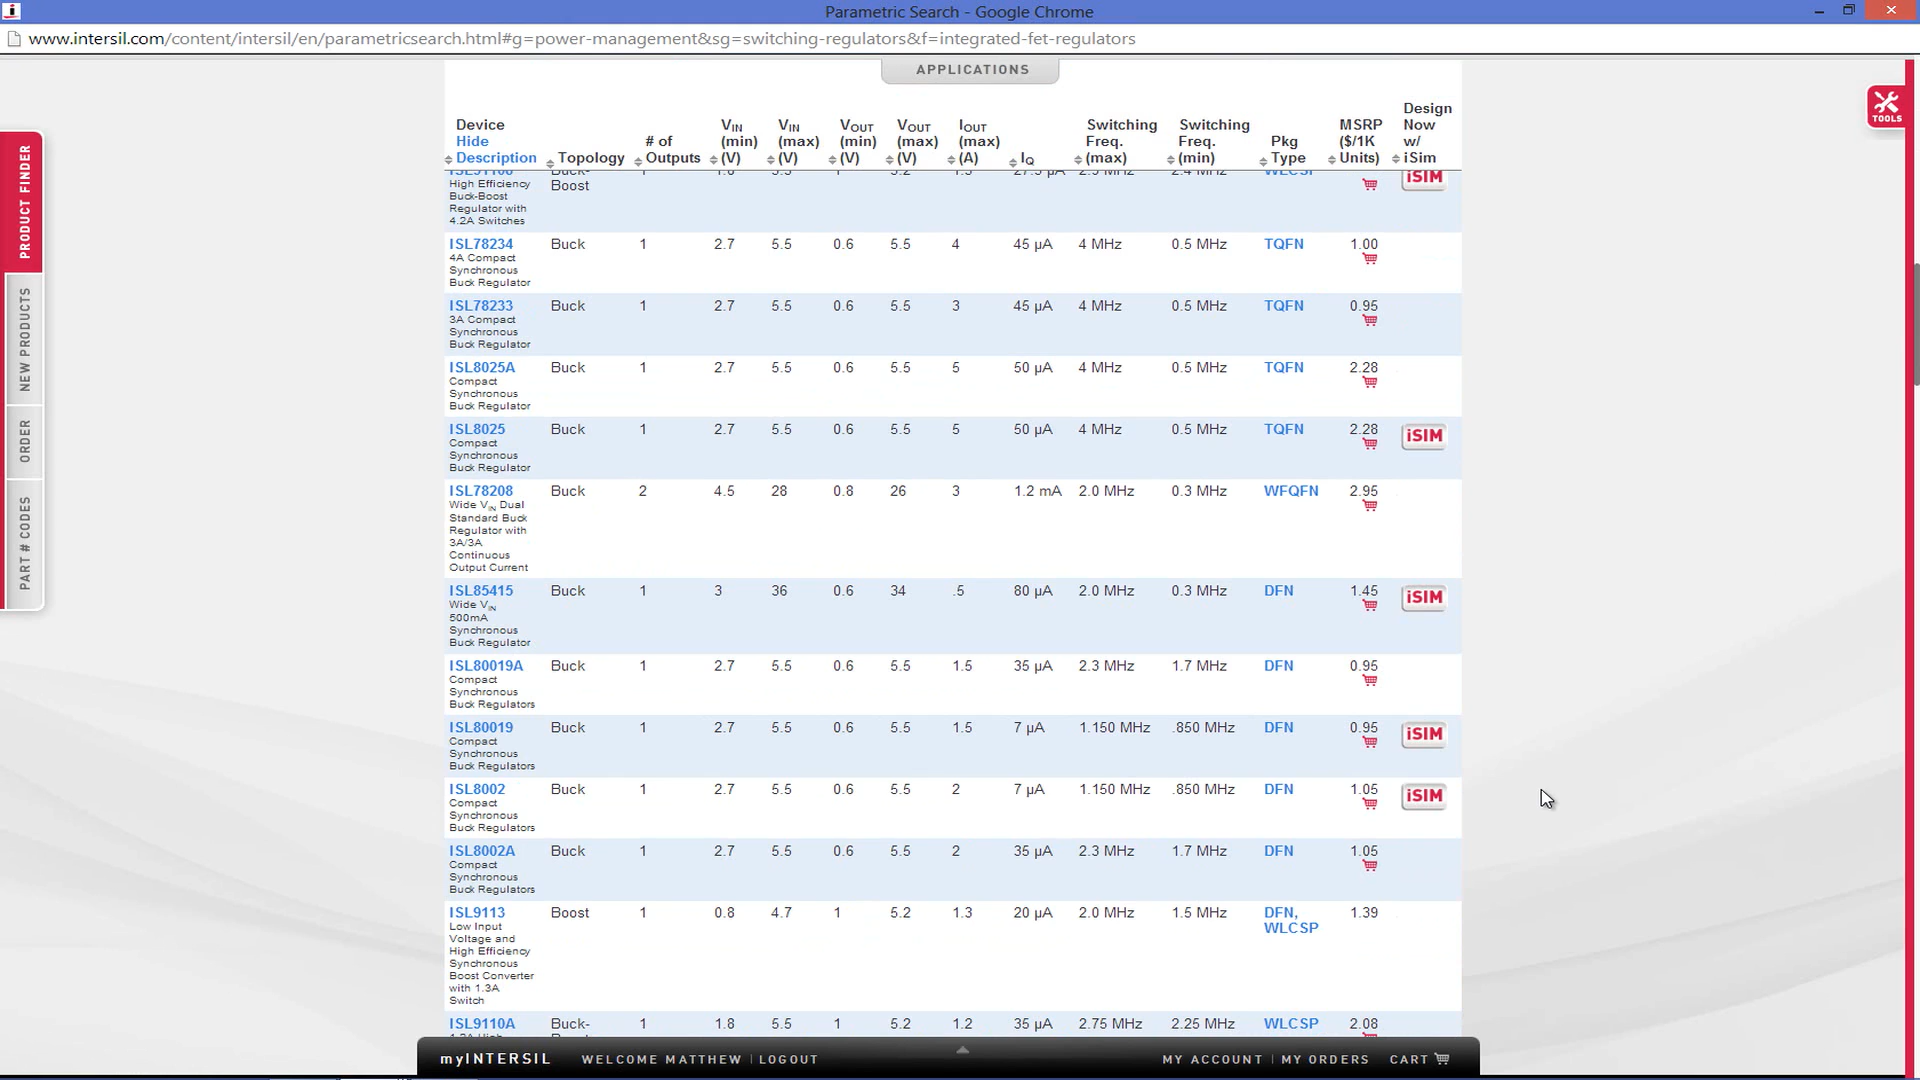 Parametric Search - Google Chrome
www.intersil.com/content/intersil/en/parametricsearch.html#g=power-management&sg=switching-regulators&f=integrated-fet-regulators
APPLICATIONS
TOOLS
PRODUCT FINDER
NEW PRODUCTS
ORDER
PART # CODES
Device Hide Description Topology # of Outputs VIN (min) (V) VIN (max) (V) VOUT (min) (V) VOUT (max) (V) IOUT (max) (A) IQ Switching Freq. (max) Switching Freq. (min) Pkg Type MSRP ($/1K Units) Design Now w/ iSim
Boost iSIM
High Efficiency
Buck-Boost
Regulator with
4.2A Switches
ISL78234 Buck 1 2.7 5.5 0.6 5.5 4 45 µA 4 MHz 0.5 MHz TQFN 1.00
4A Compact
Synchronous
Buck Regulator
ISL78233 Buck 1 2.7 5.5 0.6 5.5 3 45 µA 4 MHz 0.5 MHz TQFN 0.95
3A Compact
Synchronous
Buck Regulator
ISL8025A Buck 1 2.7 5.5 0.6 5.5 5 50 µA 4 MHz 0.5 MHz TQFN 2.28
Compact
Synchronous
Buck Regulator
ISL8025 Buck 1 2.7 5.5 0.6 5.5 5 50 µA 4 MHz 0.5 MHz TQFN 2.28 iSIM
Compact
Synchronous
Buck Regulator
ISL78208 Buck 2 4.5 28 0.8 26 3 1.2 mA 2.0 MHz 0.3 MHz WFQFN 2.95
Wide VIN Dual
Standard Buck
Regulator with
3A/3A
Continuous
Output Current
ISL85415 Buck 1 3 36 0.6 34 .5 80 µA 2.0 MHz 0.3 MHz DFN 1.45 iSIM
Wide VIN
500mA
Synchronous
Buck Regulator
ISL80019A Buck 1 2.7 5.5 0.6 5.5 1.5 35 µA 2.3 MHz 1.7 MHz DFN 0.95
Compact
Synchronous
Buck Regulators
ISL80019 Buck 1 2.7 5.5 0.6 5.5 1.5 7 µA 1.150 MHz .850 MHz DFN 0.95 iSIM
Compact
Synchronous
Buck Regulators
ISL8002 Buck 1 2.7 5.5 0.6 5.5 2 7 µA 1.150 MHz .850 MHz DFN 1.05 iSIM
Compact
Synchronous
Buck Regulators
ISL8002A Buck 1 2.7 5.5 0.6 5.5 2 35 µA 2.3 MHz 1.7 MHz DFN 1.05
Compact
Synchronous
Buck Regulators
ISL9113 Boost 1 0.8 4.7 1 5.2 1.3 20 µA 2.0 MHz 1.5 MHz DFN, WLCSP 1.39
Low Input
Voltage and
High Efficiency
Synchronous
Boost Converter
with 1.3A
Switch
ISL9110A Buck- 1 1.8 5.5 1 5.2 1.2 35 µA 2.75 MHz 2.25 MHz WLCSP 2.08
myINTERSIL WELCOME MATTHEW | LOGOUT MY ACCOUNT | MY ORDERS CART